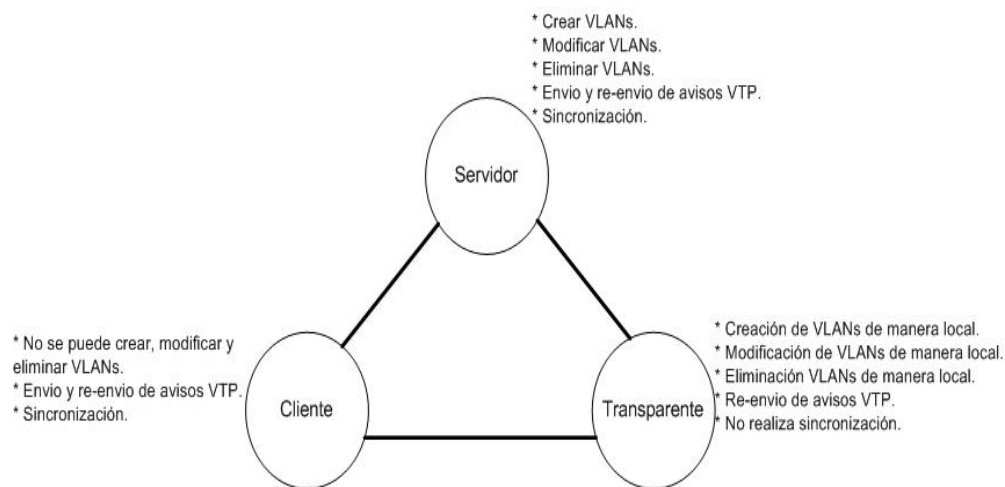 * Crear VLANs.
* Modificar VLANs.
* Eliminar VLANs.
* Envio y re-envio de avisos VTP.
* Sincronización.
Servidor
* No se puede crear, modificar y
eliminar VLANs.
* Envio y re-envio de avisos VTP.
* Sincronización.
Cliente
Transparente
* Creación de VLANs de manera local.
* Modificación de VLANs de manera local.
* Eliminación VLANs de manera local.
* Re-envio de avisos VTP.
* No realiza sincronización.